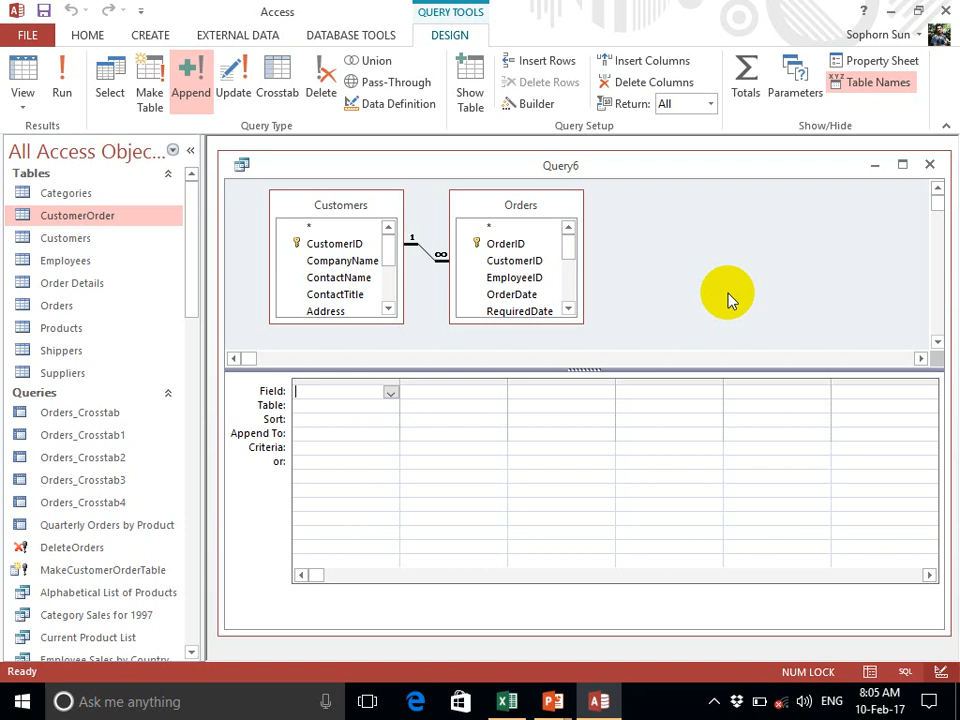 Access
QUERY TOOLS
FILE
HOME
CREATE
EXTERNAL DATA
DATABASE TOOLS
DESIGN
Sophorn Sun
View
Run
Select
Make Table
Append
Update
Crosstab
Delete
Union
Pass-Through
Data Definition
Show Table
Insert Rows
Delete Rows
Builder
Insert Columns
Delete Columns
Return: All
Totals
Parameters
Property Sheet
Table Names
Results
Query Type
Query Setup
Show/Hide
All Access Objec...
Tables
Categories
CustomerOrder
Customers
Employees
Order Details
Orders
Products
Shippers
Suppliers
Queries
Orders_Crosstab
Orders_Crosstab1
Orders_Crosstab2
Orders_Crosstab3
Orders_Crosstab4
Quarterly Orders by Product
DeleteOrders
MakeCustomerOrderTable
Alphabetical List of Products
Category Sales for 1997
Current Product List
Employee Sales by Country
Query6
Customers
*
CustomerID
CompanyName
ContactName
ContactTitle
Address
1
∞
Orders
*
OrderID
CustomerID
EmployeeID
OrderDate
RequiredDate
Field:
Table:
Sort:
Append To:
Criteria:
or:
Ready
NUM LOCK
SQL
Ask me anything
ENG
8:05 AM
10-Feb-17